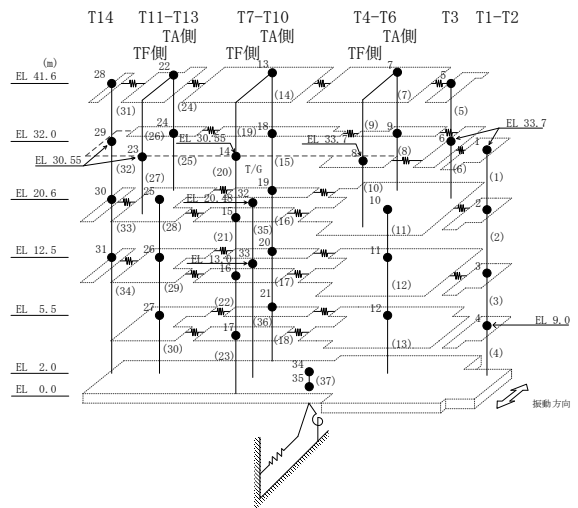 T14 T11-T13 T7-T10 T4-T6 T3 T1-T2
TA側 TA側 TA側
TF側 TF側 TF側
(m)
EL 41.6 28 22 13 7 5
(31) (24) (14) (7) (5)
EL 32.0 29 24 18 9 6 1 EL 33.7
(26) (19) EL 30.55 EL 33.7 (9)
EL 30.55 23 14 8
(32) (25) (15) (8) (6) (1)
(27) (20) T/G (10)
EL 20.6 30 25 19 EL 20.48 32 10 2
15
(33) (28) (35) (16) (11) (2)
(21)
EL 12.5 31 26 20 EL 13.0 33 11 3
16
(34) (29) (17) (12) (3)
(22)
EL 5.5 27 21 12 4 EL 9.0
(36)
17
(30) (23) (18) (13) (4)
EL 2.0 34
EL 0.0 35 (37)
振動方向